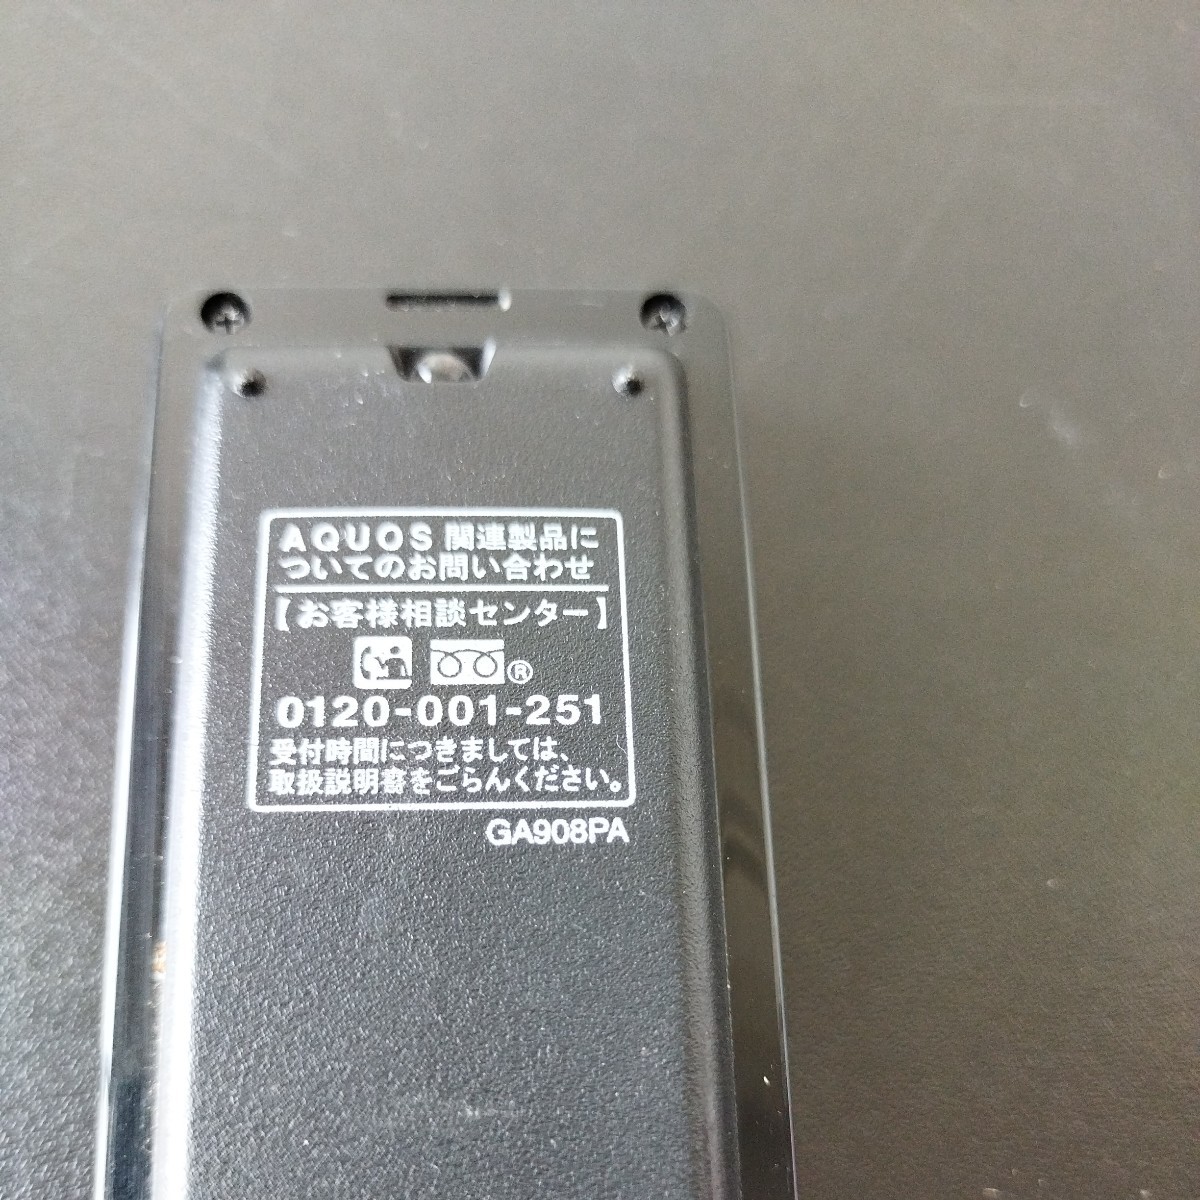 AQUOS 関連製品に
ついてのお問い合わせ
【お客様相談センター】
®
0120-001-251
受付時間につきましては、
取扱説明書をごらんください。
GA908PA